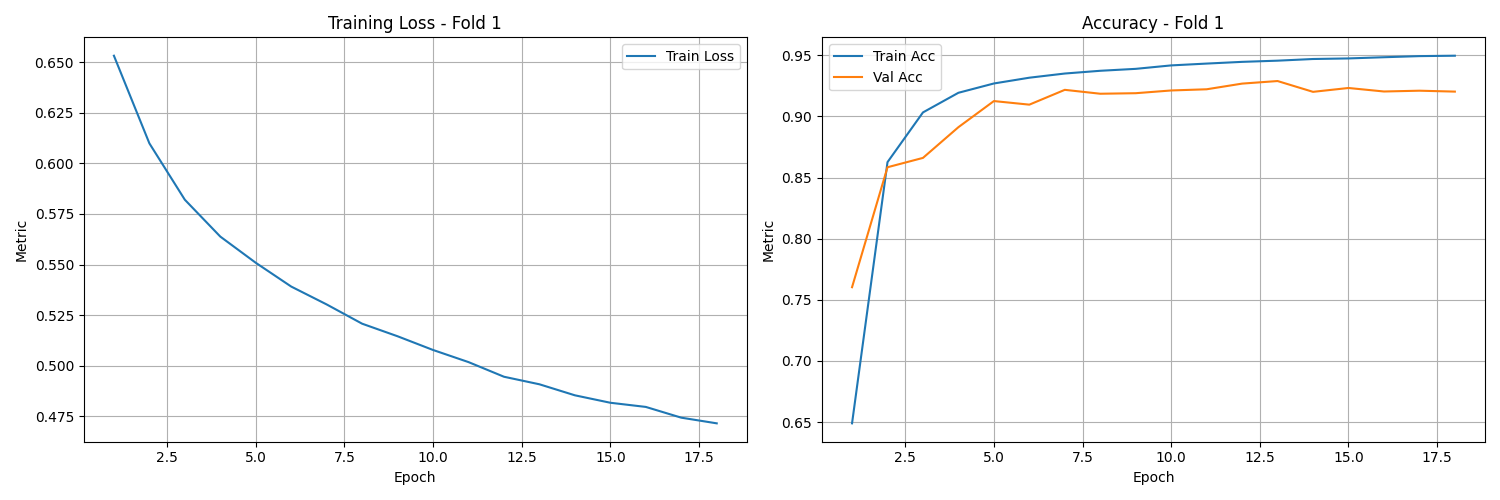 Training Loss - Fold 1
Train Loss
0.650
0.625
0.600
0.575
0.550
0.525
0.500
0.475
Metric
2.5 5.0 7.5 10.0 12.5 15.0 17.5
Epoch
Accuracy - Fold 1
Train Acc
Val Acc
0.95
0.90
0.85
0.80
0.75
0.70
0.65
Metric
2.5 5.0 7.5 10.0 12.5 15.0 17.5
Epoch